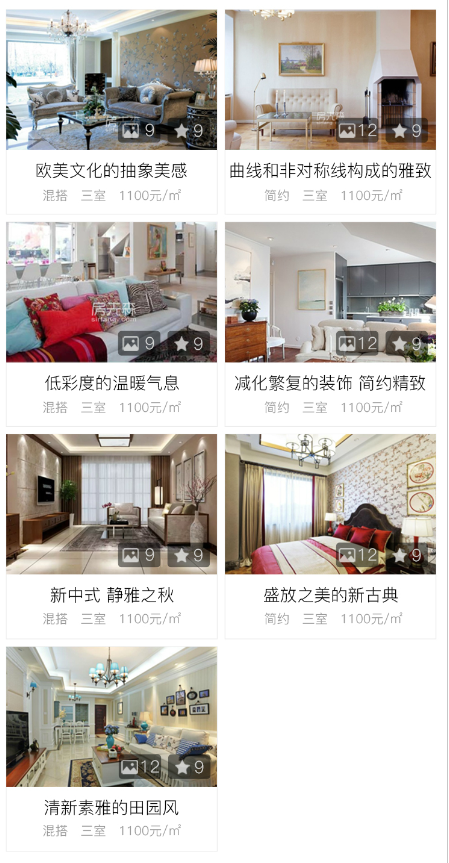 9 9
12 9
欧美文化的抽象美感
曲线和非对称线构成的雅致
混搭 三室 1100元/㎡
简约 三室 1100元/㎡
房先森
9 9
12 9
低彩度的温暖气息
减化繁复的装饰 简约精致
混搭 三室 1100元/㎡
简约 三室 1100元/㎡
9 9
12 9
新中式 静雅之秋
盛放之美的新古典
混搭 三室 1100元/㎡
简约 三室 1100元/㎡
12 9
清新素雅的田园风
混搭 三室 1100元/㎡